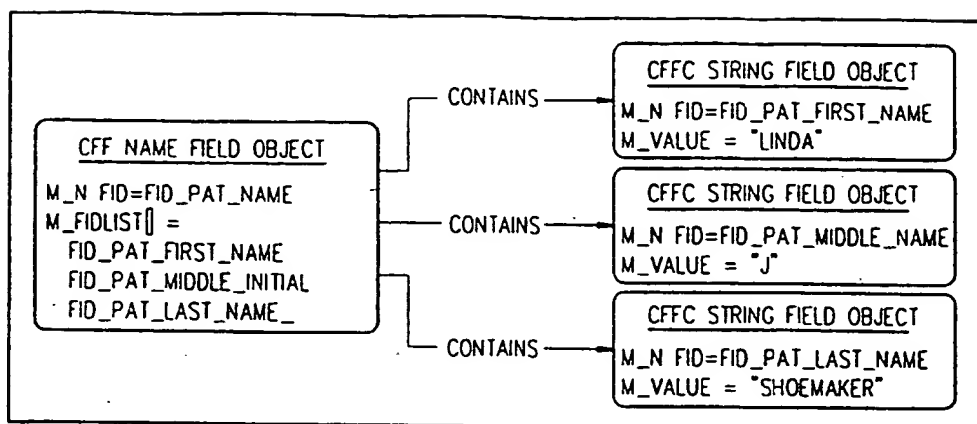 CFF NAME FIELD OBJECT
M_N FID=FID_PAT_NAME
M_FIDLIST[] =
FID_PAT_FIRST_NAME
FID_PAT_MIDDLE_INITIAL
FID_PAT_LAST_NAME_
CONTAINS
CFFC STRING FIELD OBJECT
M_N FID=FID_PAT_FIRST_NAME
M_VALUE = "LINDA"
CONTAINS
CFFC STRING FIELD OBJECT
M_N FID=FID_PAT_MIDDLE_NAME
M_VALUE = "J"
CONTAINS
CFFC STRING FIELD OBJECT
M_N FID=FID_PAT_LAST_NAME
M_VALUE = "SHOEMAKER"